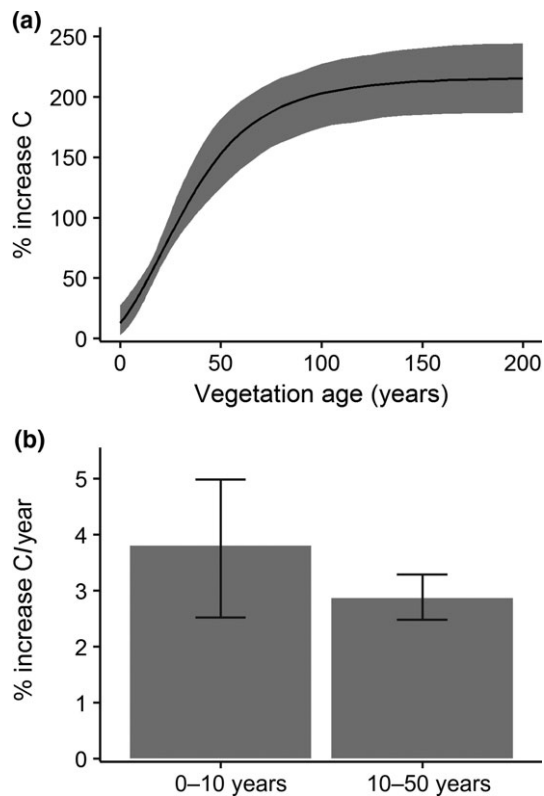 (a)
250
200
150
100
50
0
% increase C
0 50 100 150 200
Vegetation age (years)
(b)
5
4
3
2
1
0
% increase C/year
0–10 years 10–50 years